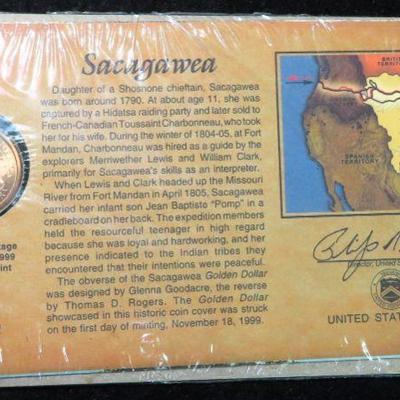 Sacagawea
Daughter of a Shosnone chieftain, Sacagawea
was born around 1790. At about age 11, she was
captured by a Hidatsa raiding party and later sold to
French-Canadian Toussaint Charbonneau, who took
her for his wife. During the winter of 1804-05, at Fort
Mandan, Charbonneau was hired as a guide by the
explorers Merriwether Lewis and William Clark,
primarily for Sacagawea's skills as an interpreter.
When Lewis and Clark headed up the Missouri
River from Fort Mandan in April 1805, Sacagawea
carried her infant son Jean Baptiste "Pomp" in a
cradleboard on her back. The expedition members
held the resourceful teenager in high regard
because she was loyal and hardworking, and her
presence indicated to the Indian tribes they
encountered that their intentions were peaceful.
The obverse of the Sacagawea Golden Dollar
was designed by Glenna Goodacre, the reverse
by Thomas D. Rogers. The Golden Dollar
showcased in this historic coin cover was struck
on the first day of minting, November 18, 1999.
tage
999
int
BRITISH
TERRITORY
SPANISH
TERRITORY
Director, United S
UNITED STATES